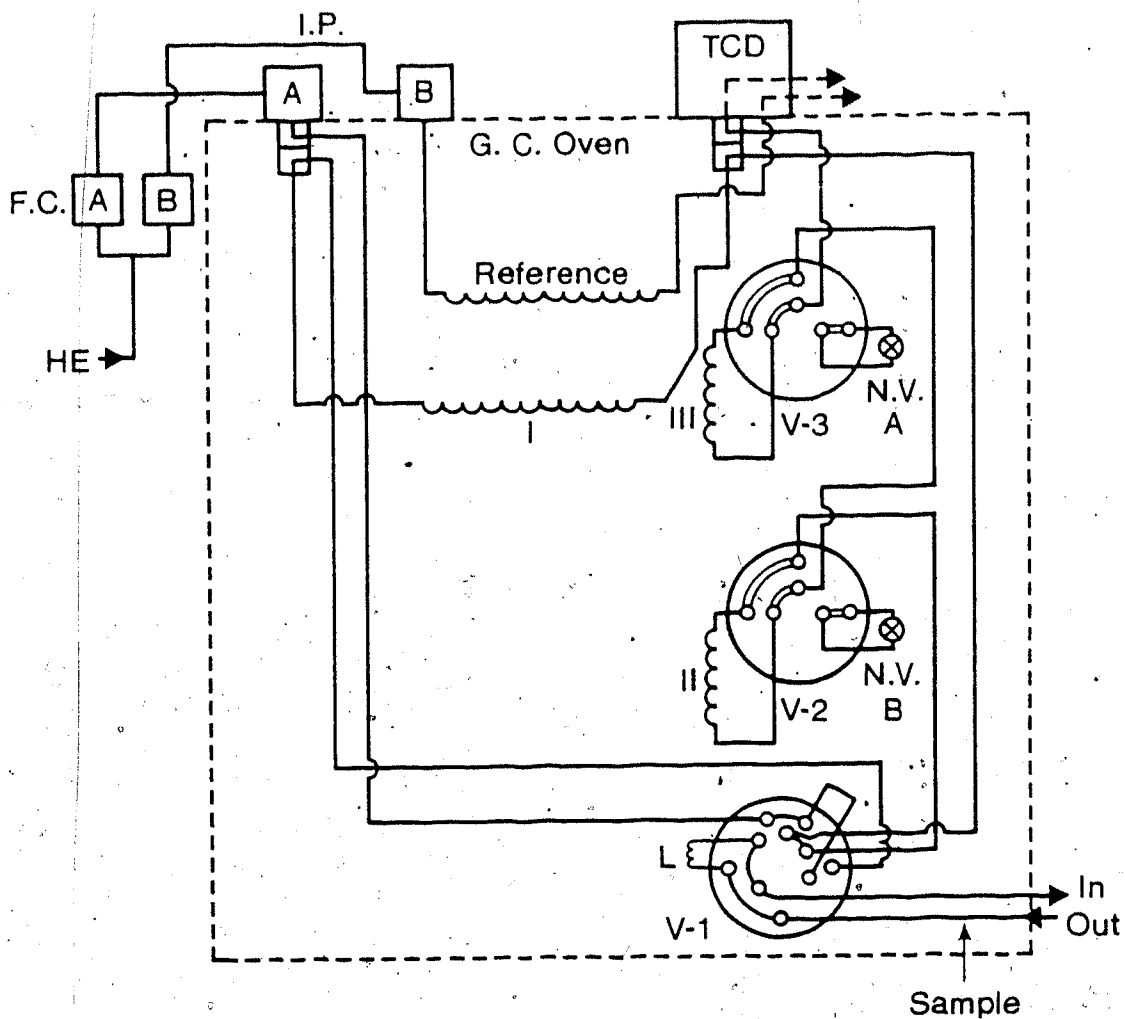 I.P.
TCD
A
B
G. C. Oven
F.C.
A
B
Reference
HE
N.V.
A
III
V-3
I
II
N.V.
B
V-2
L
In
V-1
Out
Sample